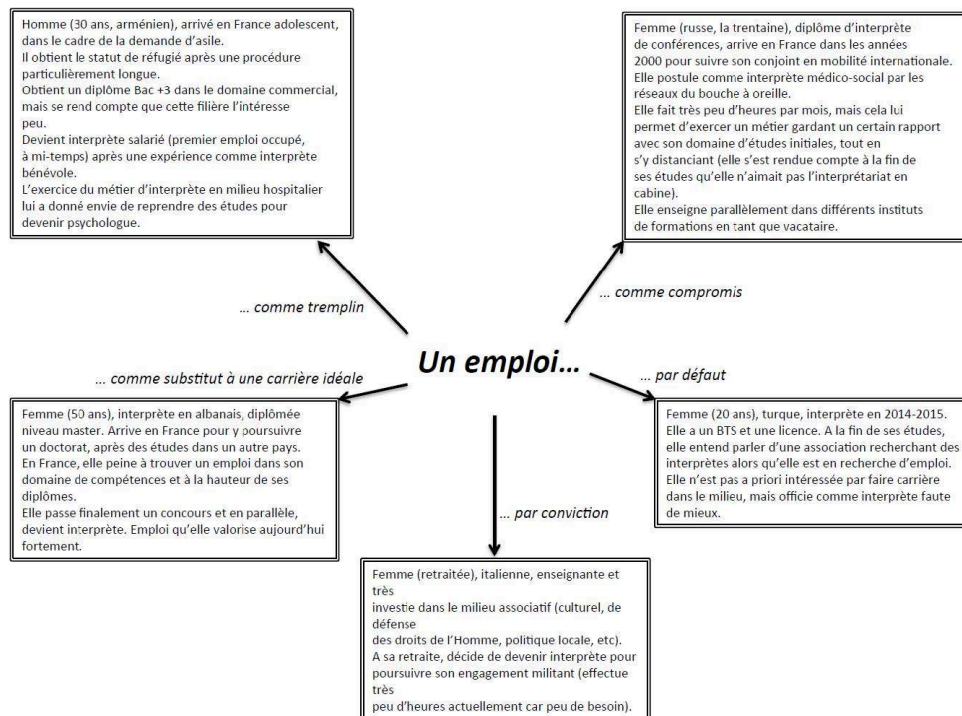 Homme (30 ans, arménien), arrivé en France adolescent,
dans le cadre de la demande d'asile.
Il obtient le statut de réfugié après une procédure
particulièrement longue.
Obtient un diplôme Bac +3 dans le domaine commercial,
mais se rend compte que cette filière l'intéresse
peu.
Devient interprète salarié (premier emploi occupé,
à mi-temps) après une expérience comme interprète
bénévole.
L'exercice du métier d'interprète en milieu hospitalier
lui a donné envie de reprendre des études pour
devenir psychologue.
Femme (russe, la trentaine), diplôme d'interprète
de conférences, arrive en France dans les années
2000 pour suivre son conjoint en mobilité internationale.
Elle postule comme interprète médico-social par les
réseaux du bouche à oreille.
Elle fait très peu d'heures par mois, mais cela lui
permet d'exercer un métier gardant un certain rapport
avec son domaine d'études initiales, tout en
s'y distanciant (elle s'est rendue compte à la fin de
ses études qu'elle n'aimait pas l'interprétariat en
cabine).
Elle enseigne parallèlement dans différents instituts
de formations en tant que vacataire.
... comme tremplin
... comme compromis
Un emploi...
... comme substitut à une carrière idéale
... par défaut
Femme (50 ans), interprète en albanais, diplômée
niveau master. Arrive en France pour y poursuivre
un doctorat, après des études dans un autre pays.
En France, elle peine à trouver un emploi dans son
domaine de compétences et à la hauteur de ses
diplômes.
Elle passe finalement un concours et en parallèle,
devient interprète. Emploi qu'elle valorise aujourd'hui
fortement.
Femme (20 ans), turque, interprète en 2014-2015.
Elle a un BTS et une licence. A la fin de ses études,
elle entend parler d'une association recherchant des
interprètes alors qu'elle est en recherche d'emploi.
Elle n'est pas a priori intéressée par faire carrière
dans le milieu, mais officie comme interprète faute
de mieux.
... par conviction
Femme (retraitée), italienne, enseignante et
très
investie dans le milieu associatif (culturel, de
défense
des droits de l'Homme, politique locale, etc).
A sa retraite, décide de devenir interprète pour
poursuivre son engagement militant (effectue
très
peu d'heures actuellement car peu de besoin).